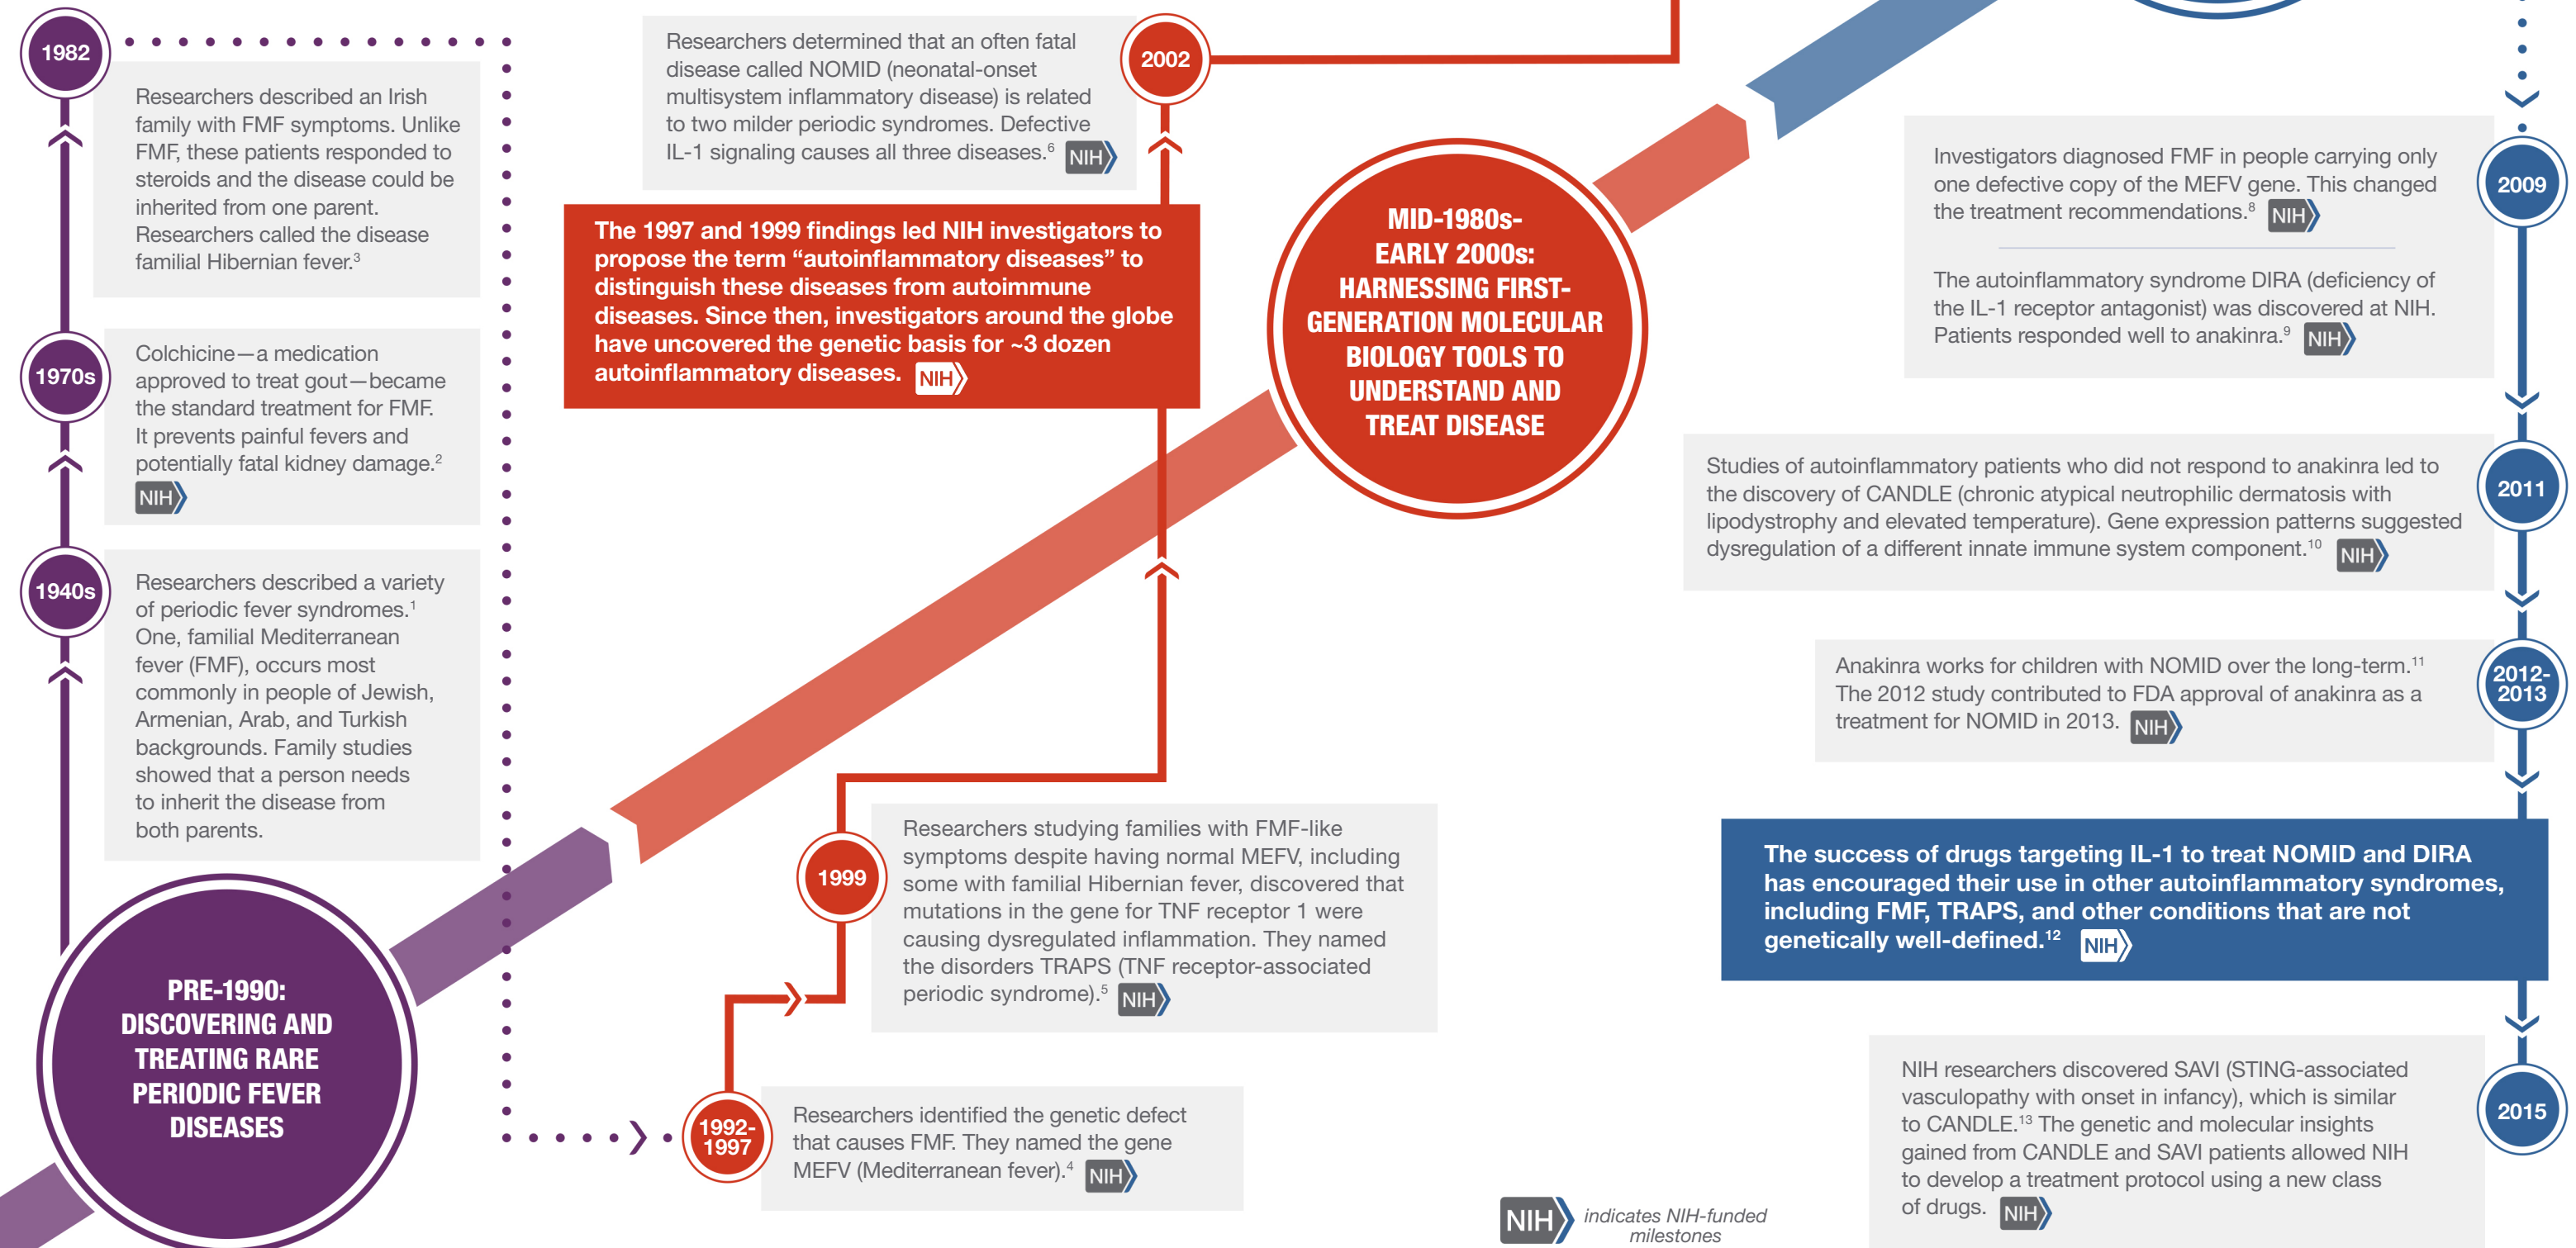 1982
Researchers described an Irish
family with FMF symptoms. Unlike
FMF, these patients responded to
steroids and the disease could be
inherited from one parent.
Researchers called the disease
familial Hibernian fever.3
1970s
Colchicine—a medication
approved to treat gout—became
the standard treatment for FMF.
It prevents painful fevers and
potentially fatal kidney damage.2
NIH
1940s
Researchers described a variety
of periodic fever syndromes.1
One, familial Mediterranean
fever (FMF), occurs most
commonly in people of Jewish,
Armenian, Arab, and Turkish
backgrounds. Family studies
showed that a person needs
to inherit the disease from
both parents.
PRE-1990:
DISCOVERING AND
TREATING RARE
PERIODIC FEVER
DISEASES
Researchers determined that an often fatal
disease called NOMID (neonatal-onset
multisystem inflammatory disease) is related
to two milder periodic syndromes. Defective
IL-1 signaling causes all three diseases.6 NIH
2002
The 1997 and 1999 findings led NIH investigators to
propose the term “autoinflammatory diseases” to
distinguish these diseases from autoimmune
diseases. Since then, investigators around the globe
have uncovered the genetic basis for ~3 dozen
autoinflammatory diseases. NIH
MID-1980s-
EARLY 2000s:
HARNESSING FIRST-
GENERATION MOLECULAR
BIOLOGY TOOLS TO
UNDERSTAND AND
TREAT DISEASE
1999
Researchers studying families with FMF-like
symptoms despite having normal MEFV, including
some with familial Hibernian fever, discovered that
mutations in the gene for TNF receptor 1 were
causing dysregulated inflammation. They named
the disorders TRAPS (TNF receptor-associated
periodic syndrome).5 NIH
1992-
1997
Researchers identified the genetic defect
that causes FMF. They named the gene
MEFV (Mediterranean fever).4 NIH
Investigators diagnosed FMF in people carrying only
one defective copy of the MEFV gene. This changed
the treatment recommendations.8 NIH
2009
The autoinflammatory syndrome DIRA (deficiency of
the IL-1 receptor antagonist) was discovered at NIH.
Patients responded well to anakinra.9 NIH
Studies of autoinflammatory patients who did not respond to anakinra led to
the discovery of CANDLE (chronic atypical neutrophilic dermatosis with
lipodystrophy and elevated temperature). Gene expression patterns suggested
dysregulation of a different innate immune system component.10 NIH
2011
Anakinra works for children with NOMID over the long-term.11
The 2012 study contributed to FDA approval of anakinra as a
treatment for NOMID in 2013. NIH
2012-
2013
The success of drugs targeting IL-1 to treat NOMID and DIRA
has encouraged their use in other autoinflammatory syndromes,
including FMF, TRAPS, and other conditions that are not
genetically well-defined.12 NIH
NIH researchers discovered SAVI (STING-associated
vasculopathy with onset in infancy), which is similar
to CANDLE.13 The genetic and molecular insights
gained from CANDLE and SAVI patients allowed NIH
to develop a treatment protocol using a new class
of drugs. NIH
2015
NIH indicates NIH-funded
milestones